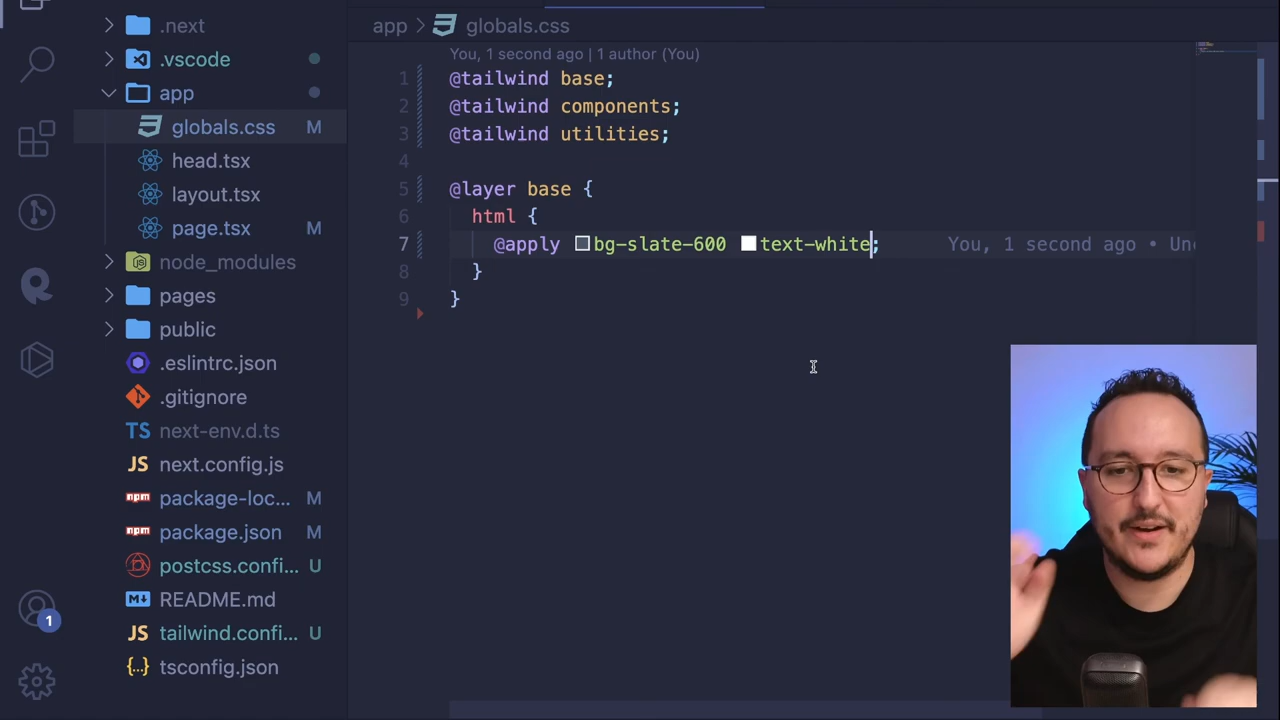 .next
.vscode
app
globals.css M
head.tsx
layout.tsx
page.tsx M
node_modules
pages
public
.eslintrc.json
.gitignore
TS next-env.d.ts
JS next.config.js
npm package-loc... M
npm package.json M
postcss.confi... U
README.md
JS tailwind.confi... U
{..} tsconfig.json
1
app > globals.css
You, 1 second ago | 1 author (You)
1 @tailwind base;
2 @tailwind components;
3 @tailwind utilities;
4
5 @layer base {
6 html {
7 @apply bg-slate-600 text-white; You, 1 second ago • Unc
8 }
9 }